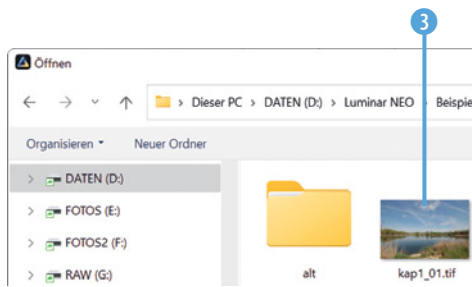 3
Öffnen
Dieser PC > DATEN (D:) > Luminar NEO > Beispie
Organisieren Neuer Ordner
> DATEN (D:)
> FOTOS (E:)
> FOTOS2 (F:)
> RAW (G:)
alt kap1_01.tif